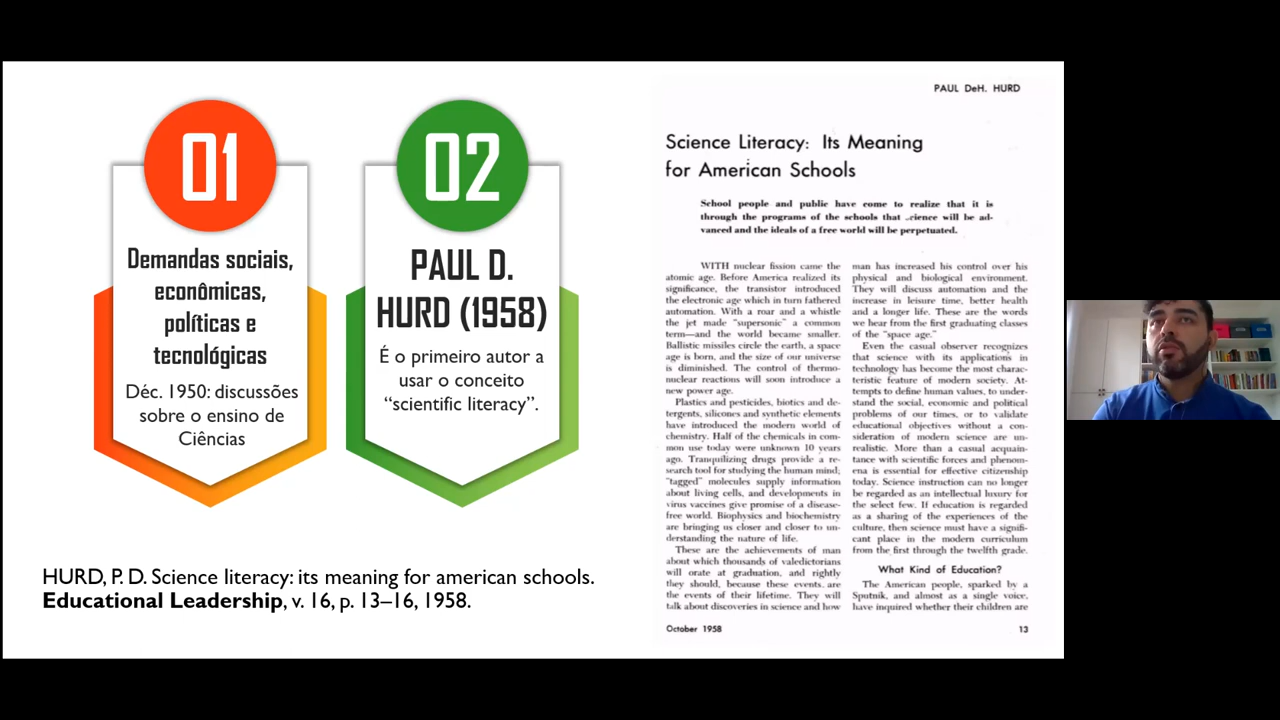 01
Demandas sociais,
econômicas,
políticas e
tecnológicas
Déc. 1950: discussões
sobre o ensino de
Ciências
02
PAUL D.
HURD (1958)
É o primeiro autor a
usar o conceito
“scientific literacy”.
HURD, P. D. Science literacy: its meaning for american schools.
Educational Leadership, v. 16, p. 13–16, 1958.
PAUL DeH. HURD
Science Literacy: Its Meaning
for American Schools
School people and public have come to realize that it is
through the programs of the schools that science will be ad-
vanced and the ideals of a free world will be perpetuated.
WITH nuclear fission came the
atomic age. Before America realized its
significance, the transistor introduced
the electronic age which in turn fathered
automation. With a roar and a whistle
the jet made “supersonic” a common
term—and the world became smaller.
Ballistic missiles circle the earth, a space
age is born, and the size of our universe
is diminished. The control of thermo-
nuclear reactions will soon introduce a
new power age.
Plastics and pesticides, biotics and de-
tergents, silicones and synthetic elements
have introduced the modern world of
chemistry. Half of the chemicals in com-
mon use today were unknown 10 years
ago. Tranquilizing drugs provide a re-
search tool for studying the human mind;
“tagged” molecules supply information
about living cells, and developments in
virus vaccines give promise of a disease-
free world. Biophysics and biochemistry
are bringing us closer and closer to un-
derstanding the nature of life.
These are the achievements of man
about which thousands of valedictorians
will orate at graduation, and rightly
they should, because these events are
the events of their lifetime. They will
talk about discoveries in science and how
man has increased his control over his
physical and biological environment.
They will discuss automation and the
increase in leisure time, better health
and a longer life. These are the words
we hear from the first graduating classes
of the “space age.”
Even the casual observer recognizes
that science with its applications in
technology has become the most charac-
teristic feature of modern society. At-
tempts to define human values, to under-
stand the social, economic and political
problems of our times, or to validate
educational objectives without a con-
sideration of modern science are un-
realistic. More than a casual acquain-
tance with scientific forces and phenom-
ena is essential for effective citizenship
today. Science instruction can no longer
be regarded as an intellectual luxury for
the select few. If education is regarded
as a sharing of the experiences of the
culture, then science must have a signifi-
cant place in the modern curriculum
from the first through the twelfth grade.
What Kind of Education?
The American people, sparked by a
Sputnik, and almost as a single voice,
have inquired whether their children are
October 1958
13